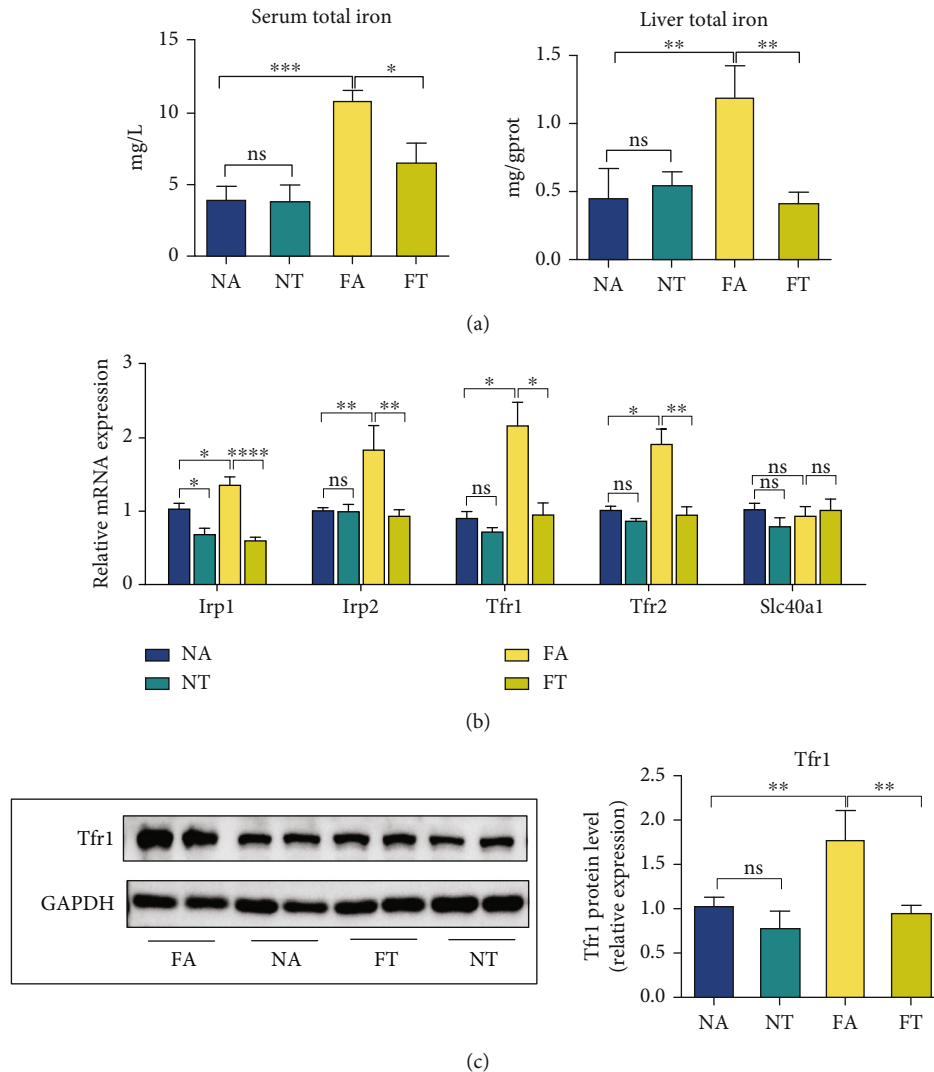 Serum total iron
mg/L
15
10
5
0
***
*
ns
NA NT FA FT
Liver total iron
mg/gprot
1.5
1.0
0.5
0.0
**
**
ns
NA NT FA FT
(a)
Relative mRNA expression
3
2
1
0
*
****
*
**
**
ns
*
*
ns
*
**
ns
ns
ns
ns
Irp1 Irp2 Tfr1 Tfr2 Slc40a1
NA FA
NT FT
(b)
Tfr1
GAPDH
FA NA FT NT
Tfr1
Tfr1 protein level
(relative expression)
2.5
2.0
1.5
1.0
0.5
0.0
**
**
ns
NA NT FA FT
(c)